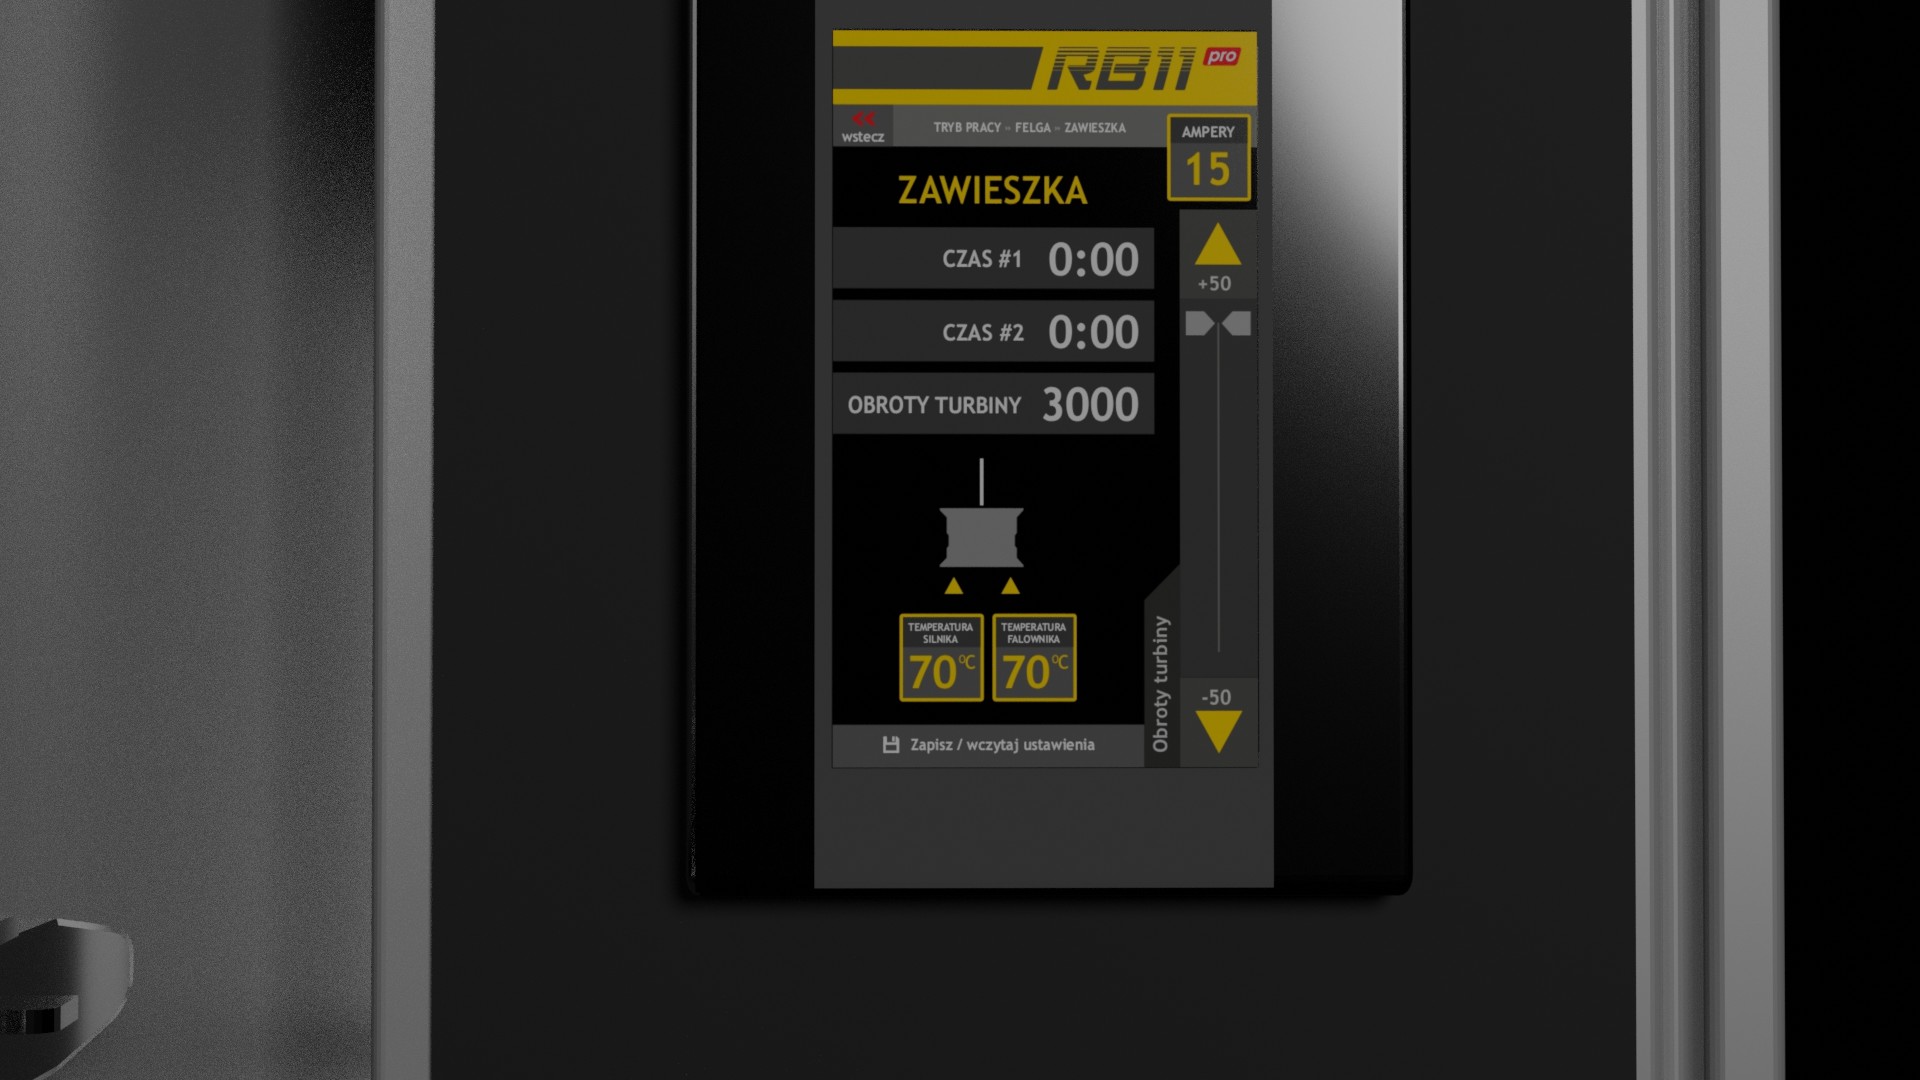 RB11 pro
wstecz
TRYB PRACY - FELGA - ZAWIESZKA
AMPERY
15
ZAWIESZKA
CZAS #1 0:00
CZAS #2 0:00
OBROTY TURBINY 3000
+50
TEMPERATURA
SILNIKA
70°C
TEMPERATURA
FALOWNIKA
70°C
Obroty turbiny
-50
Zapisz / wczytaj ustawienia